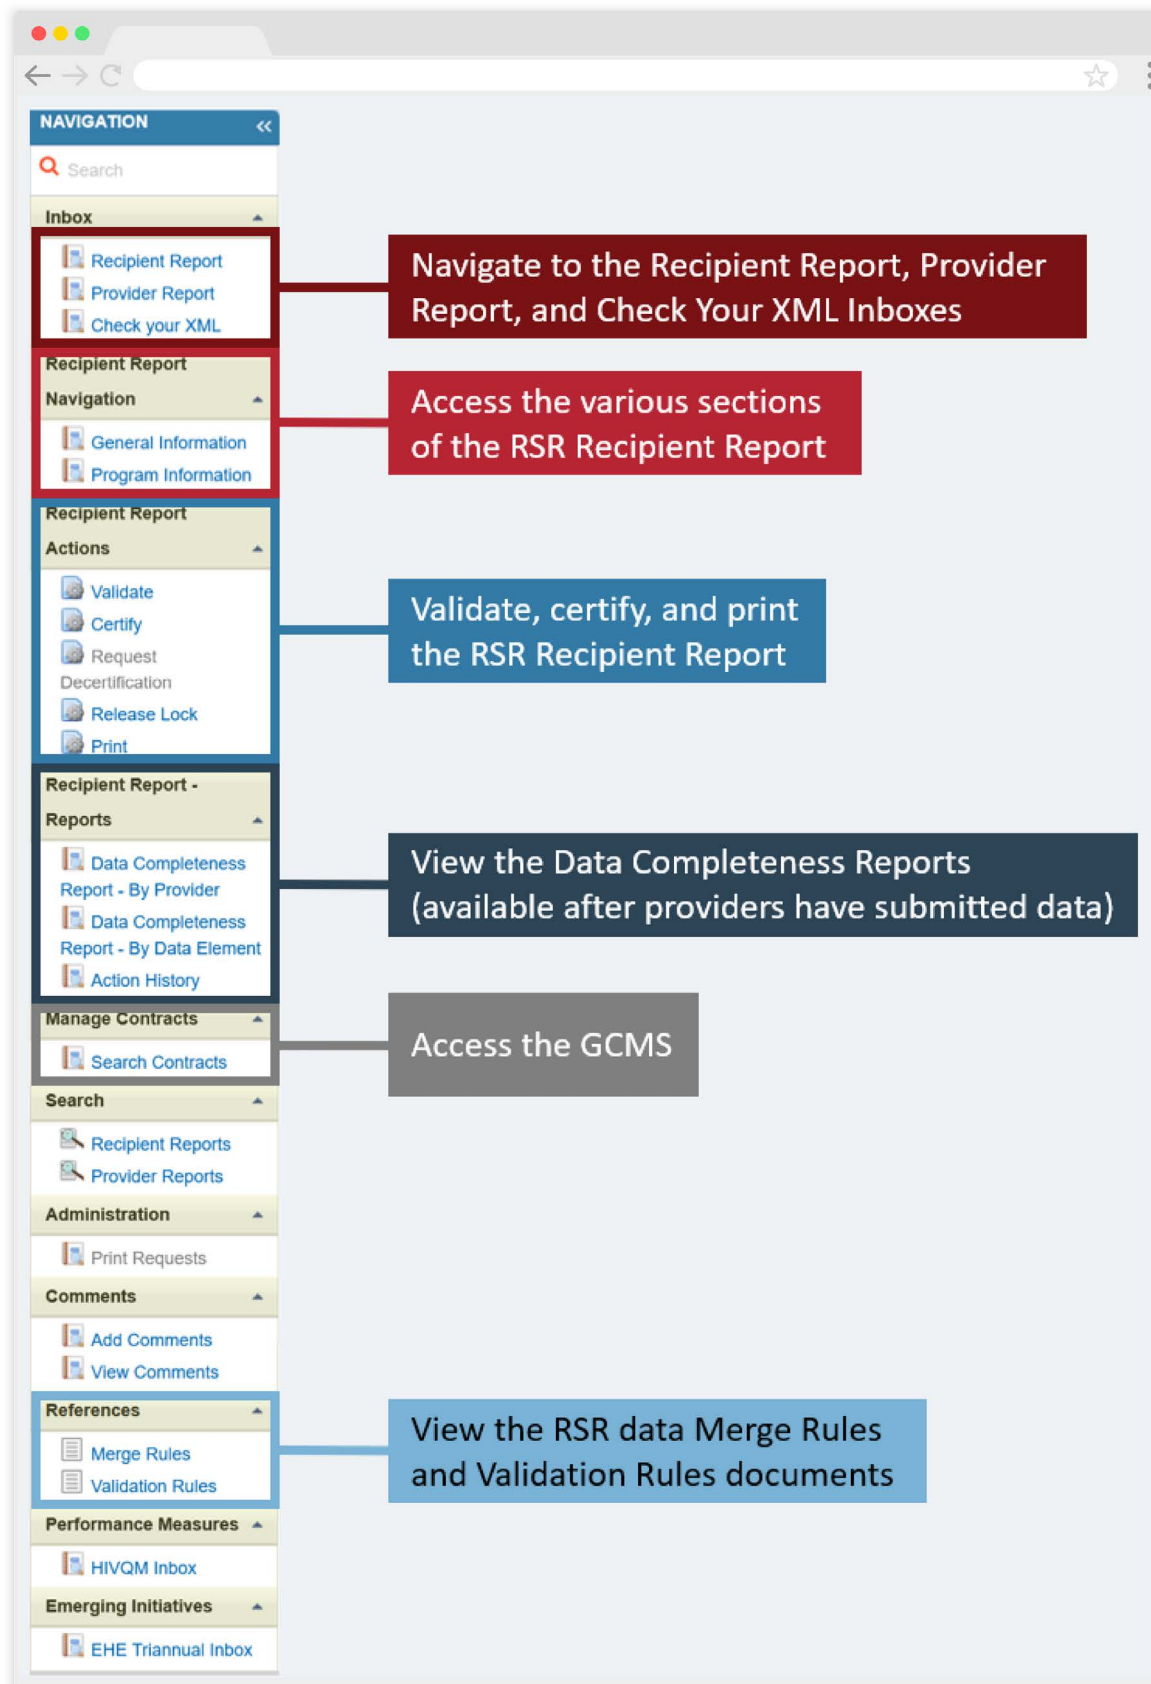 NAVIGATION
Search
Inbox
Recipient Report
Provider Report
Check your XML
Navigate to the Recipient Report, Provider
Report, and Check Your XML Inboxes
Recipient Report
Navigation
General Information
Program Information
Access the various sections
of the RSR Recipient Report
Recipient Report
Actions
Validate
Certify
Request
Decertification
Release Lock
Print
Validate, certify, and print
the RSR Recipient Report
Recipient Report -
Reports
Data Completeness
Report - By Provider
Data Completeness
Report - By Data Element
Action History
View the Data Completeness Reports
(available after providers have submitted data)
Manage Contracts
Search Contracts
Access the GCMS
Search
Recipient Reports
Provider Reports
Administration
Print Requests
Comments
Add Comments
View Comments
References
Merge Rules
Validation Rules
View the RSR data Merge Rules
and Validation Rules documents
Performance Measures
HIVQM Inbox
Emerging Initiatives
EHE Triannual Inbox